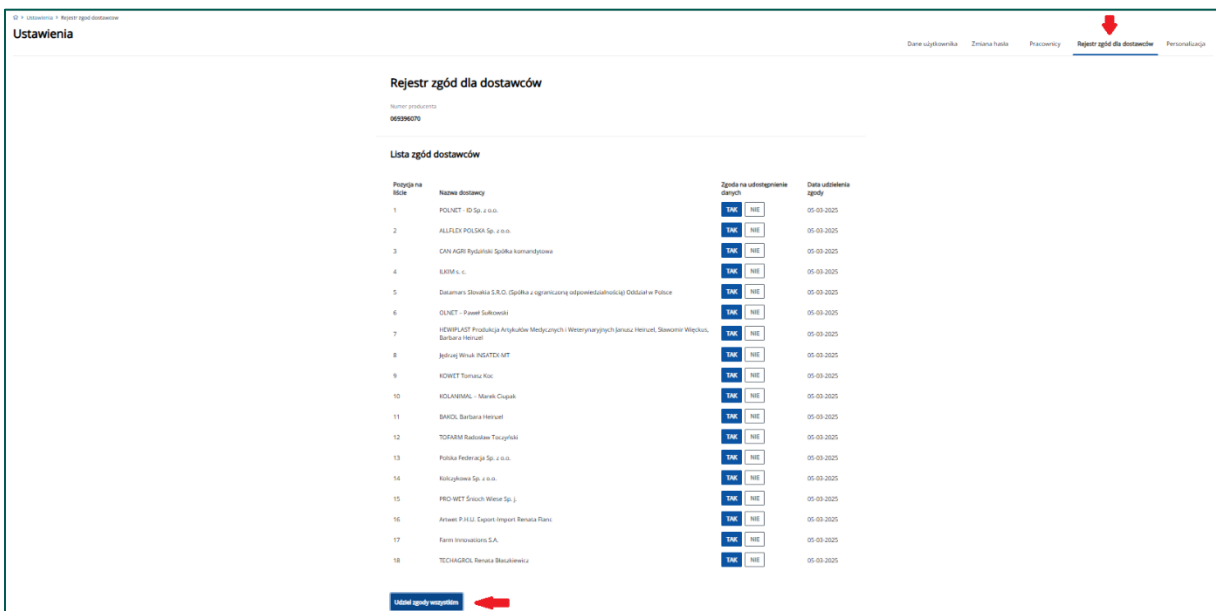 Ustawienia > Rejestr zgód dostawców
Ustawienia
Dane użytkownika Zmiana hasła Pracownicy Rejestr zgód dla dostawców Personalizacja
Rejestr zgód dla dostawców
Numer producenta
069396070
Lista zgód dostawców
Pozycja na liście Nazwa dostawcy Zgoda na udostępnienie danych Data udzielenia zgody
1 POLNET - ID Sp. z o.o. TAK NIE 05-03-2025
2 ALLFLEX POLSKA Sp. z o.o. TAK NIE 05-03-2025
3 CAN AGRI Rydziński Spółka komandytowa TAK NIE 05-03-2025
4 ILKIM s. c. TAK NIE 05-03-2025
5 Datamars Slovakia S.R.O. (Spółka z ograniczoną odpowiedzialnością) Oddział w Polsce TAK NIE 05-03-2025
6 OLNET – Paweł Sulkowski TAK NIE 05-03-2025
7 HEWIPLAST Produkcja Artykułów Medycznych i Weterynaryjnych Janusz Heiruel, Sławomir Więckus, Barbara Heiruel TAK NIE 05-03-2025
8 Jędrzej Wnuk INSATEX-MT TAK NIE 05-03-2025
9 KOWET Tomasz Koc TAK NIE 05-03-2025
10 KOLANIMAL – Marek Ciupak TAK NIE 05-03-2025
11 BAKOL Barbara Heiruel TAK NIE 05-03-2025
12 TOFARM Radosław Toczyński TAK NIE 05-03-2025
13 Polska Federacja Sp. z o.o. TAK NIE 05-03-2025
14 Kolczykowa Sp. z o.o. TAK NIE 05-03-2025
15 PRO-WET Śnioch Wiese Sp. j. TAK NIE 05-03-2025
16 Arwet P.H.U. Export-Import Renata Flanc TAK NIE 05-03-2025
17 Farm Innovations S.A. TAK NIE 05-03-2025
18 TECHAGROL Renata Błaszkiewicz TAK NIE 05-03-2025
Udziel zgody wszystkim